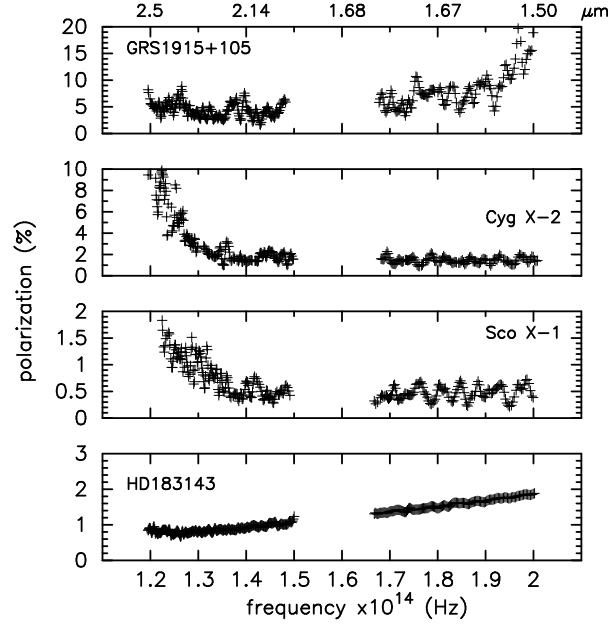 2.5 2.14 1.68 1.67 1.50 μm
GRS1915+105
20
15
10
5
0
Cyg X-2
10
8
6
4
2
0
polarization (%)
Sco X-1
2
1.5
1
0.5
0
HD183143
3
2
1
0
1.2 1.3 1.4 1.5 1.6 1.7 1.8 1.9 2
frequency x10¹⁴ (Hz)